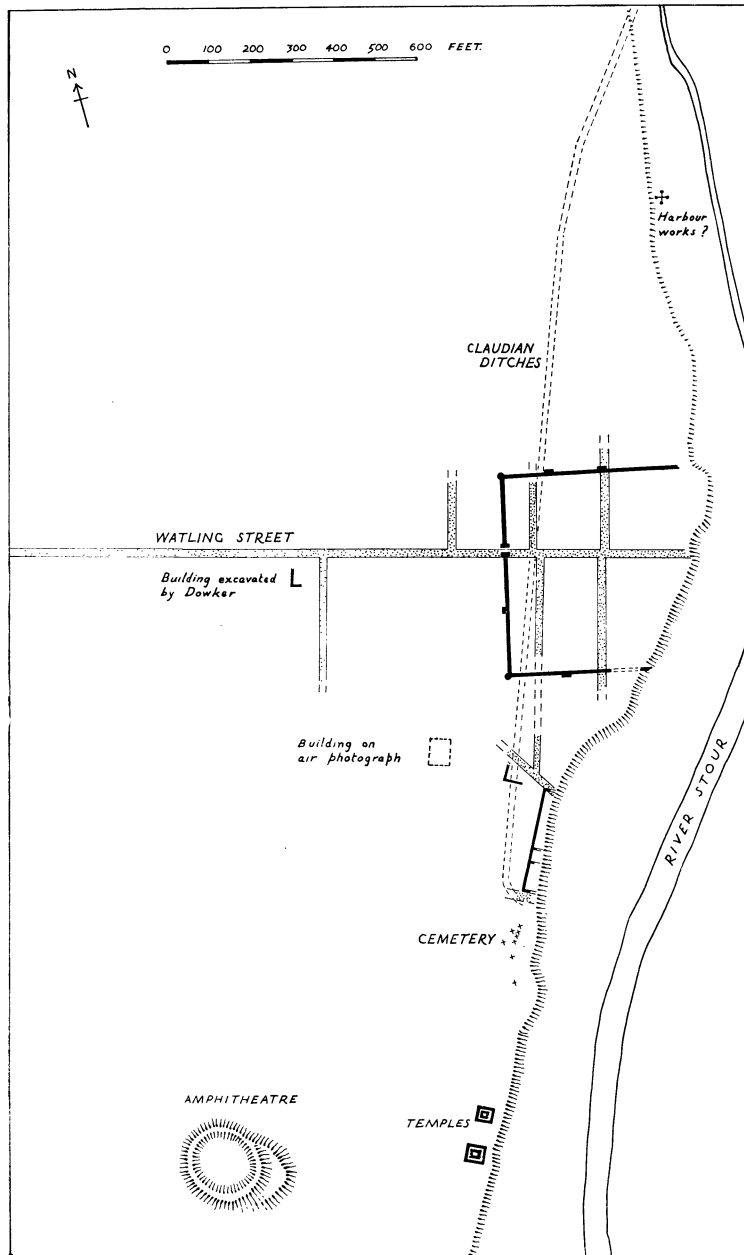 0 100 200 300 400 500 600 FEET.
N
Harbour
works ?
CLAUDIAN
DITCHES
WATLING STREET
Building excavated
by Dowker
Building on
air photograph
RIVER STOUR
CEMETERY
AMPHITHEATRE
TEMPLES